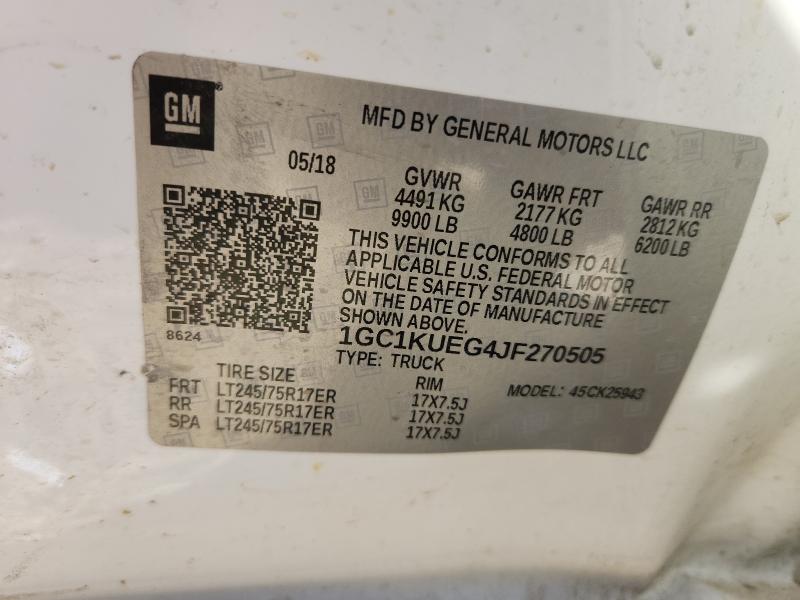 GM
MFD BY GENERAL MOTORS LLC
05/18
GVWR GAWR FRT GAWR RR
4491 KG 2177 KG 2812 KG
9900 LB 4800 LB 6200 LB
THIS VEHICLE CONFORMS TO ALL
APPLICABLE U.S. FEDERAL MOTOR
VEHICLE SAFETY STANDARDS IN EFFECT
ON THE DATE OF MANUFACTURE
SHOWN ABOVE.
8624
1GC1KUEG4JF270505
TYPE: TRUCK
TIRE SIZE RIM MODEL: 45CK25943
FRT LT245/75R17ER 17X7.5J
RR LT245/75R17ER 17X7.5J
SPA LT245/75R17ER 17X7.5J